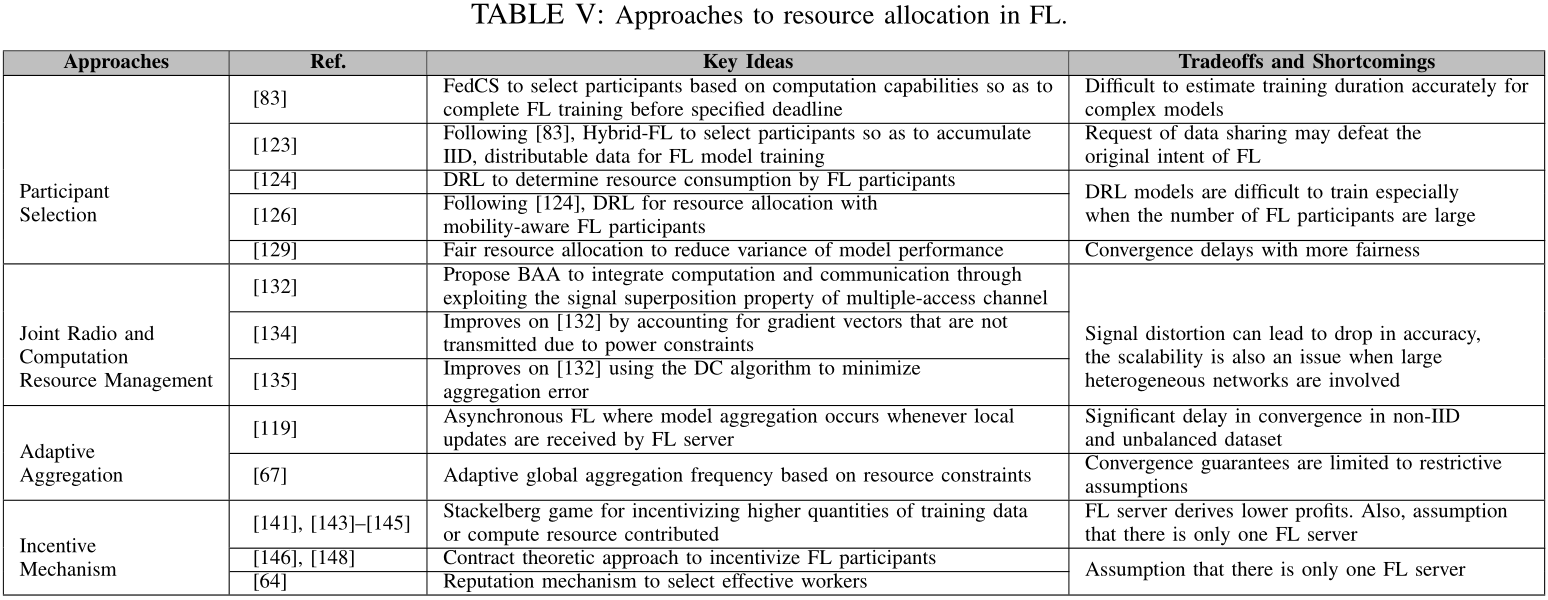 TABLE V: Approaches to resource allocation in FL.
Approaches
Ref.
Key Ideas
Tradeoffs and Shortcomings
Participant
Selection
[83]
FedCS to select participants based on computation capabilities so as to
complete FL training before specified deadline
Difficult to estimate training duration accurately for
complex models
[123]
Following [83], Hybrid-FL to select participants so as to accumulate
IID, distributable data for FL model training
Request of data sharing may defeat the
original intent of FL
[124]
DRL to determine resource consumption by FL participants
DRL models are difficult to train especially
when the number of FL participants are large
[126]
Following [124], DRL for resource allocation with
mobility-aware FL participants
[129]
Fair resource allocation to reduce variance of model performance
Convergence delays with more fairness
Joint Radio and
Computation
Resource Management
[132]
Propose BAA to integrate computation and communication through
exploiting the signal superposition property of multiple-access channel
Signal distortion can lead to drop in accuracy,
the scalability is also an issue when large
heterogeneous networks are involved
[134]
Improves on [132] by accounting for gradient vectors that are not
transmitted due to power constraints
[135]
Improves on [132] using the DC algorithm to minimize
aggregation error
Adaptive
Aggregation
[119]
Asynchronous FL where model aggregation occurs whenever local
updates are received by FL server
Significant delay in convergence in non-IID
and unbalanced dataset
[67]
Adaptive global aggregation frequency based on resource constraints
Convergence guarantees are limited to restrictive
assumptions
Incentive
Mechanism
[141], [143]–[145]
Stackelberg game for incentivizing higher quantities of training data
or compute resource contributed
FL server derives lower profits. Also, assumption
that there is only one FL server
[146], [148]
Contract theoretic approach to incentivize FL participants
Assumption that there is only one FL server
[64]
Reputation mechanism to select effective workers